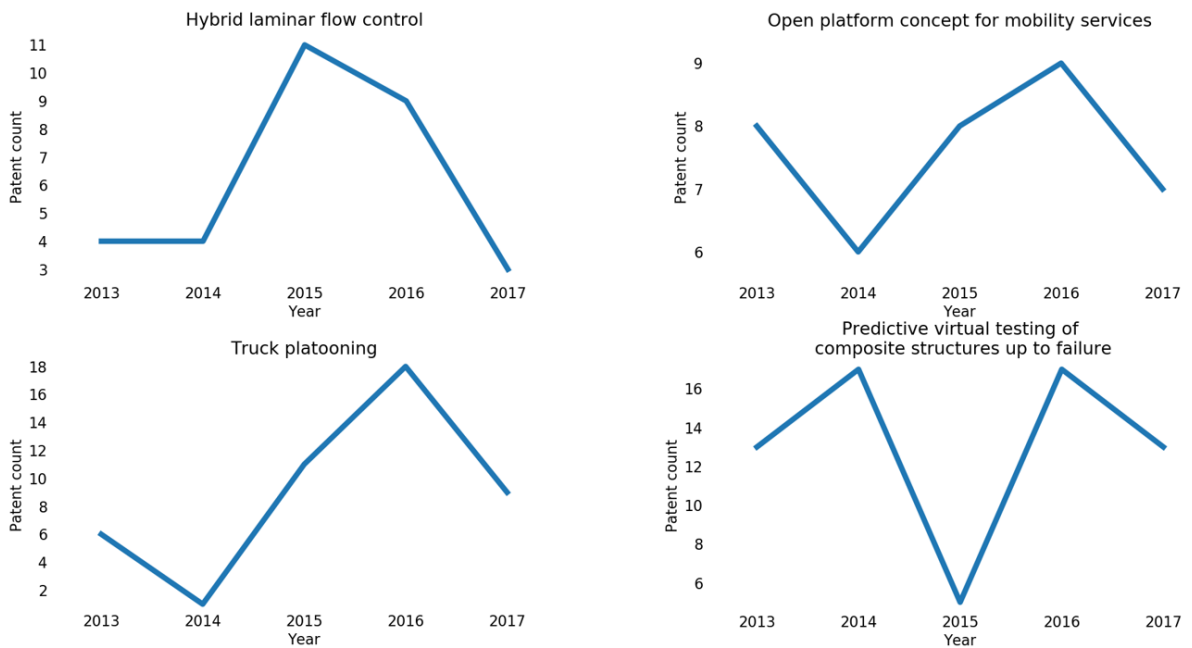 Hybrid laminar flow control
11
10
9
8
7
6
5
4
3
Patent count
2013 2014 2015 2016 2017
Year
Open platform concept for mobility services
9
8
7
6
Patent count
2013 2014 2015 2016 2017
Year
Truck platooning
18
16
14
12
10
8
6
4
2
Patent count
2013 2014 2015 2016 2017
Year
Predictive virtual testing of
composite structures up to failure
16
14
12
10
8
6
Patent count
2013 2014 2015 2016 2017
Year